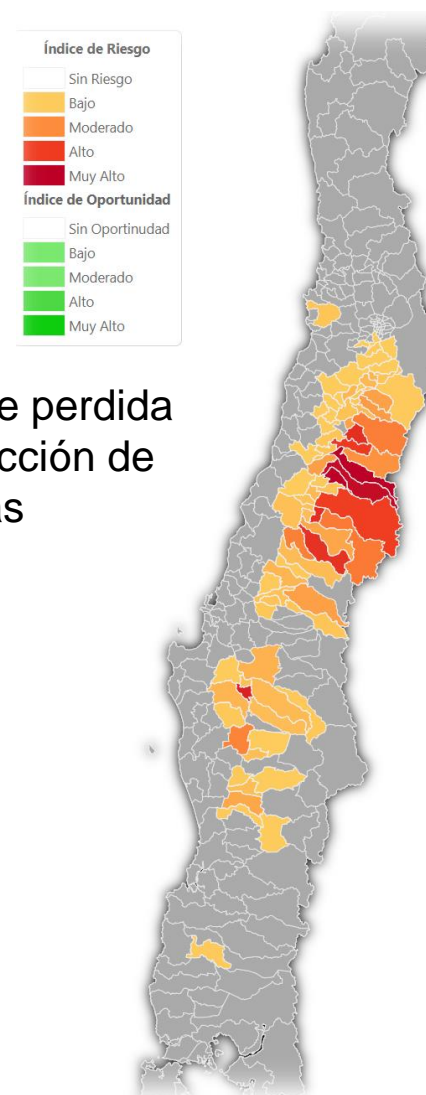 Índice de Riesgo
Sin Riesgo
Bajo
Moderado
Alto
Muy Alto
Índice de Oportunidad
Sin Oportinudad
Bajo
Moderado
Alto
Muy Alto
e perdida
cción de
as